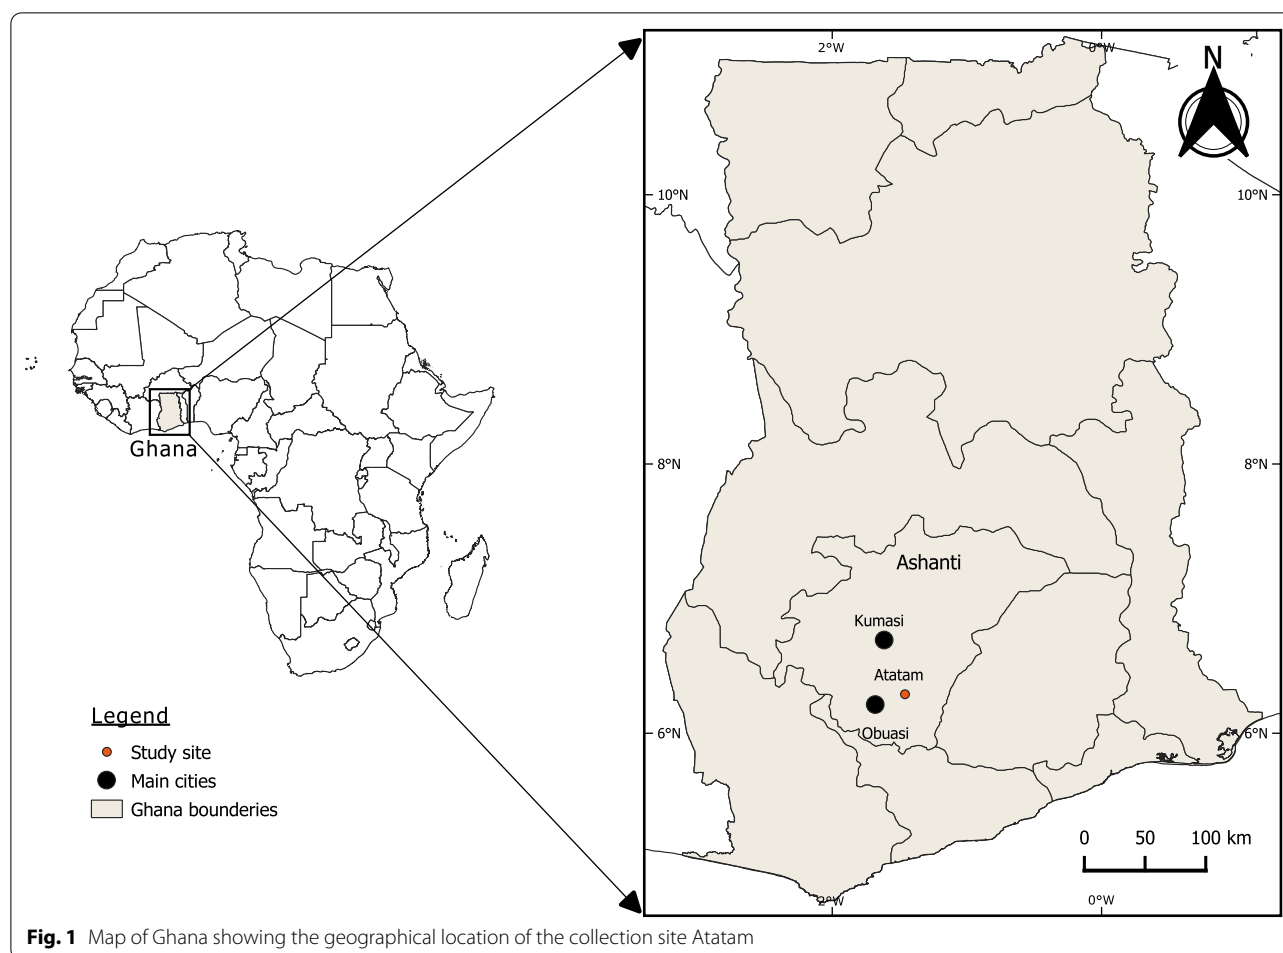 2°W
0°W
N
10°N
10°N
8°N
8°N
Ghana
Ashanti
Kumasi
Atatam
Obuasi
6°N
6°N
Legend
Study site
Main cities
Ghana bounderies
0 50 100 km
2°W
0°W
Fig. 1 Map of Ghana showing the geographical location of the collection site Atatam